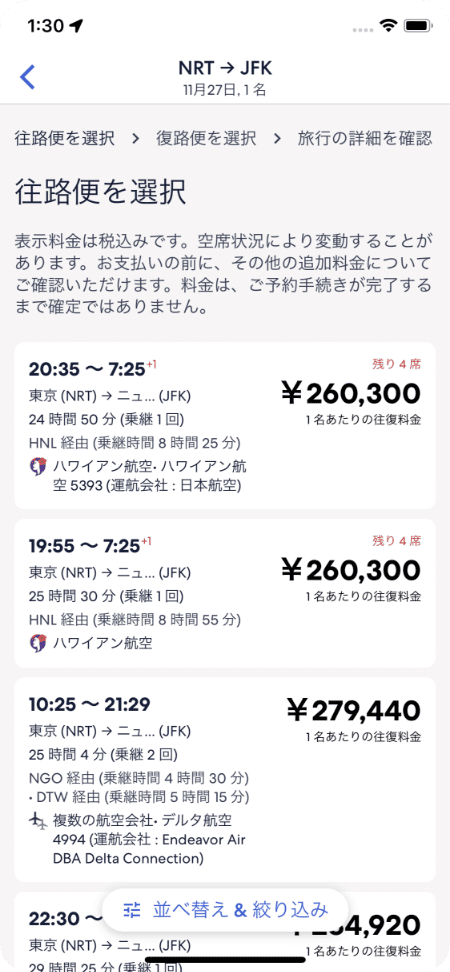 1:30
NRT → JFK
11月27日, 1 名
往路便を選択 > 復路便を選択 > 旅行の詳細を確認
往路便を選択
表示料金は税込みです。空席状況により変動することが
あります。お支払いの前に、その他の追加料金について
ご確認いただけます。料金は、ご予約手続きが完了する
まで確定ではありません。
20:35 〜 7:25+1
残り 4 席
¥260,300
東京 (NRT) → ニュ... (JFK)
24 時間 50 分 (乗継 1 回)
1 名あたりの往復料金
HNL 経由 (乗継時間 8 時間 25 分)
ハワイアン航空• ハワイアン航
空 5393 (運航会社 : 日本航空)
19:55 〜 7:25+1
残り 4 席
¥260,300
東京 (NRT) → ニュ... (JFK)
25 時間 30 分 (乗継 1 回)
1 名あたりの往復料金
HNL 経由 (乗継時間 8 時間 55 分)
ハワイアン航空
10:25 〜 21:29
¥279,440
東京 (NRT) → ニュ... (JFK)
1 名あたりの往復料金
25 時間 4 分 (乗継 2 回)
NGO 経由 (乗継時間 4 時間 30 分)
• DTW 経由 (乗継時間 5 時間 15 分)
複数の航空会社• デルタ航空
4994 (運航会社 : Endeavor Air
DBA Delta Connection)
並べ替え & 絞り込み
22:30 〜
4,920
東京 (NRT) → ニュ... (JFK)
1 名あたりの往復料金
29 時間 25 分 (乗継 1 回)